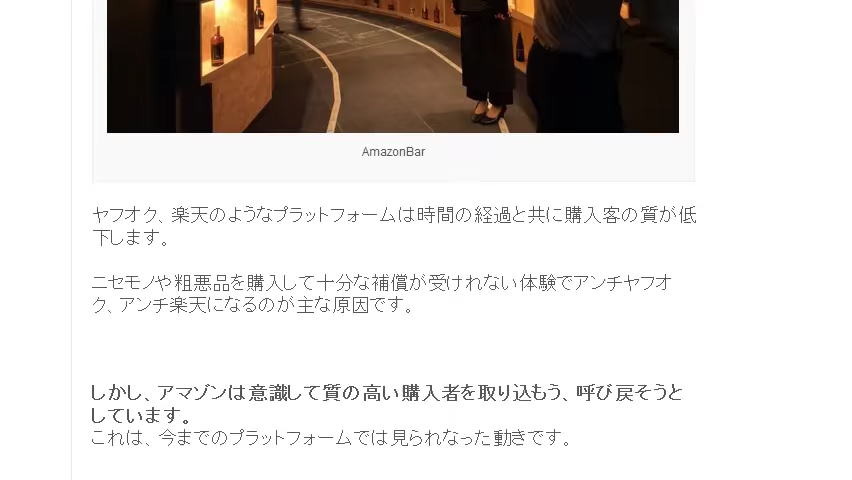 AmazonBar
ヤフオク、楽天のようなプラットフォームは時間の経過と共に購入客の質が低
下します。
ニセモノや粗悪品を購入して十分な補償が受けれない体験でアンチヤフオ
ク、アンチ楽天になるのが主な原因です。
しかし、アマゾンは意識して質の高い購入者を取り込もう、呼び戻そうと
しています。
これは、今までのプラットフォームでは見られなった動きです。